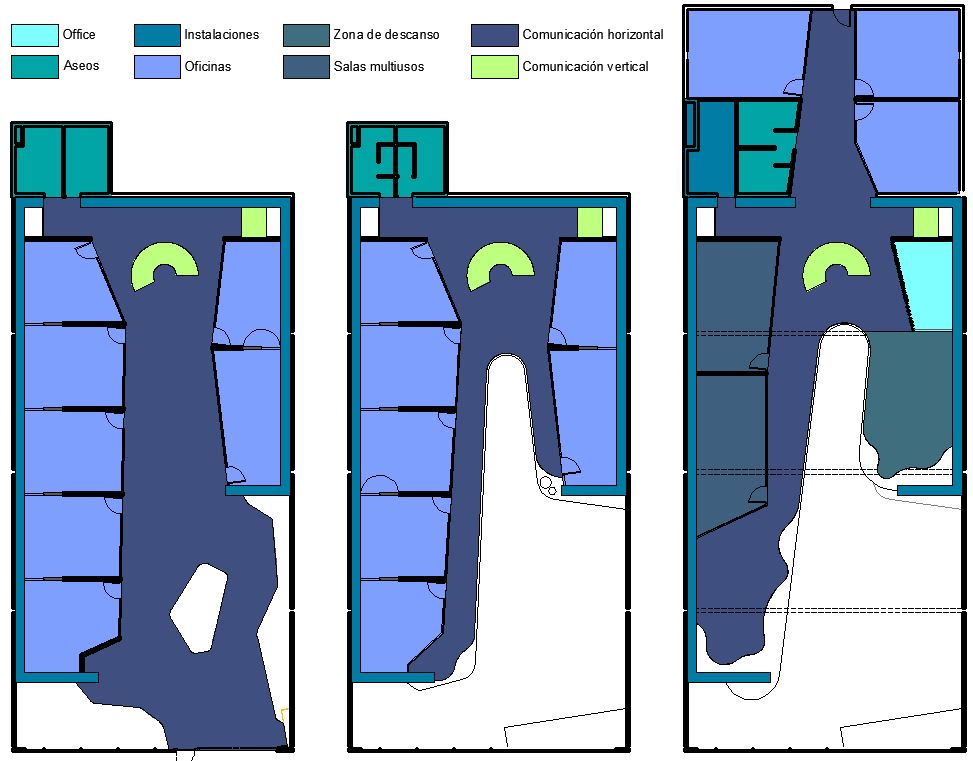 Office Instalaciones Zona de descanso Comunicación horizontal
Aseos Oficinas Salas multiusos Comunicación vertical